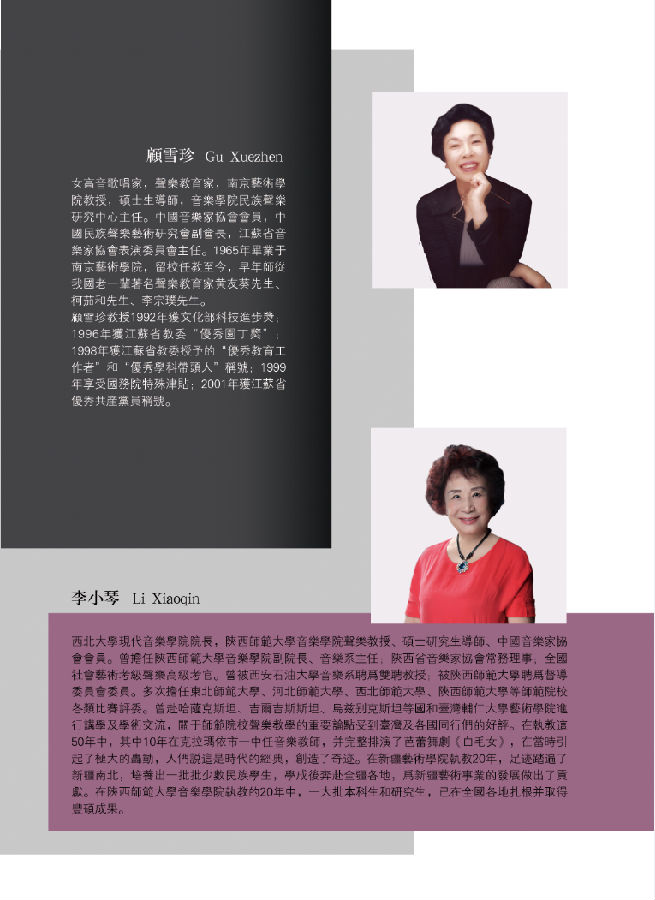 顧雪珍 Gu Xuezhen
女高音歌唱家，聲樂教育家，南京藝術學
院教授，碩士生導師，音樂學院民族聲樂
研究中心主任。中國音樂家協會會員，中
國民族聲樂藝術研究會副會長，江蘇省音
樂家協會表演委員會主任。1965年畢業于
南京藝術學院，留校任教至今，早年師從
我國老一輩著名聲樂教育家黃友葵先生、
柯茹和先生、李宗璞先生。
顧雪珍教授1992年獲文化部科技進步獎；
1996年獲江蘇省教委“優秀園丁獎”；
1998年獲江蘇省教委授予的“優秀教育工
作者”和“優秀學科帶頭人”稱號；1999
年享受國務院特殊津貼；2001年獲江蘇省
優秀共産黨員稱號。
李小琴 Li Xiaoqin
西北大學現代音樂學院院長，陝西師範大學音樂學院聲樂教授、碩士研究生導師、中國音樂家協
會會員。曾擔任陝西師範大學音樂學院副院長、音樂系主任；陝西省音樂家協會常務理事；全國
社會藝術考級聲樂高級考官。曾被西安石油大學音樂系聘爲雙聘教授；被陝西師範大學聘爲督導
委員會委員。多次擔任東北師範大學、河北師範大學、西北師範大學、陝西師範大學等師範院校
各類比賽評委。曾赴哈薩克斯坦、吉爾吉斯斯坦、烏兹别克斯坦等國和臺灣輔仁大學藝術學院進
行講學及學術交流，關于師範院校聲樂教學的重要論點受到臺灣及各國同行們的好評。在執教這
50年中，其中10年在克拉瑪依市一中任音樂教師，并完整排演了芭蕾舞劇《白毛女》，在當時引
起了極大的轟動，人們說這是時代的經典，創造了奇迹。在新疆藝術學院執教20年，足迹踏遍了
新疆南北，培養出一批批少數民族學生，學成後奔赴全疆各地，爲新疆藝術事業的發展做出了貢
獻。在陝西師範大學音樂學院執教的20年中，一大批本科生和研究生，已在全國各地扎根并取得
豐碩成果。